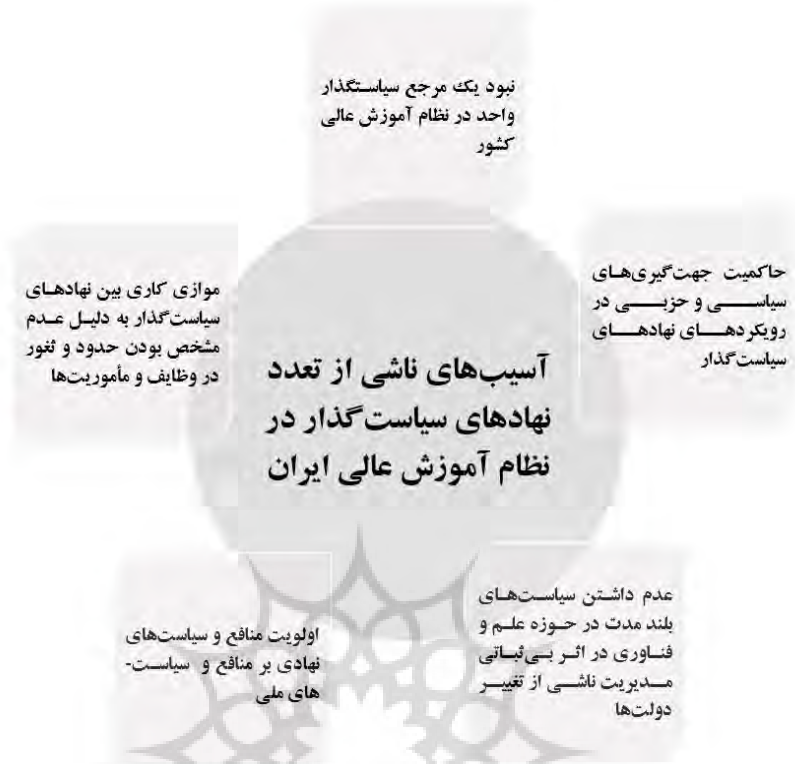 نبود یک مرجع سیاستگذار
واحد در نظام آموزش عالی
کشور
حاکمیت جهت‌گیری‌های
سیاسی و حزبی در
رویکردهای نهادهای
سیاست‌گذار
موازی کاری بین نهادهای
سیاست‌گذار به دلیل عدم
مشخص بودن حدود و ثغور
در وظایف و مأموریت‌ها
آسیب‌های ناشی از تعدد
نهادهای سیاست‌گذار در
نظام آموزش عالی ایران
عدم داشتن سیاست‌های
بلند مدت در حوزه علم و
فناوری در اثر بی‌ثباتی
مدیریت ناشی از تغییر
دولت‌ها
اولویت منافع و سیاست‌های
نهادی بر منافع و سیاست-
های ملی